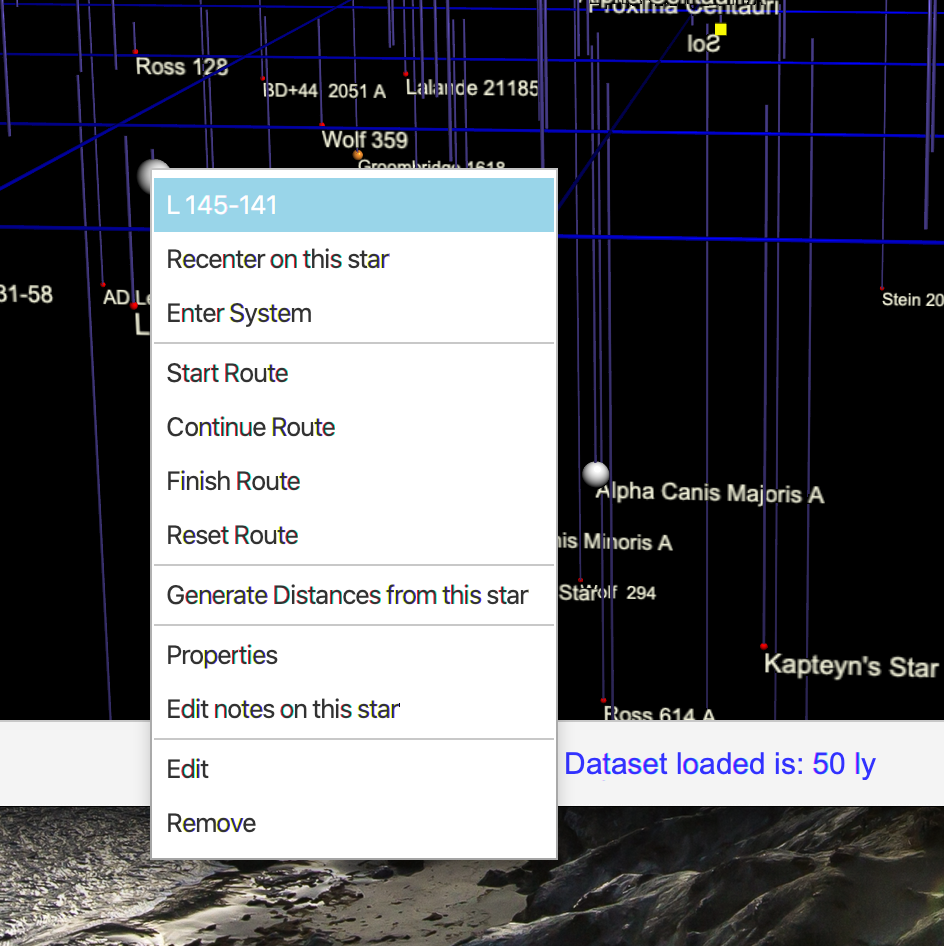 Proxima Centauri
Sol
Ross 128
BD+44 2051 A
Lalande 21185
Wolf 359
Groombridge 1618
L 145-141
Recenter on this star
Enter System
31-58
AD Le
L
Stein 20
Start Route
Continue Route
Finish Route
Reset Route
Alpha Canis Majoris A
nis Minoris A
Star
Wolf 294
Generate Distances from this star
Properties
Kapteyn's Star
Edit notes on this star
Ross 614 A
Edit
Dataset loaded is: 50 ly
Remove